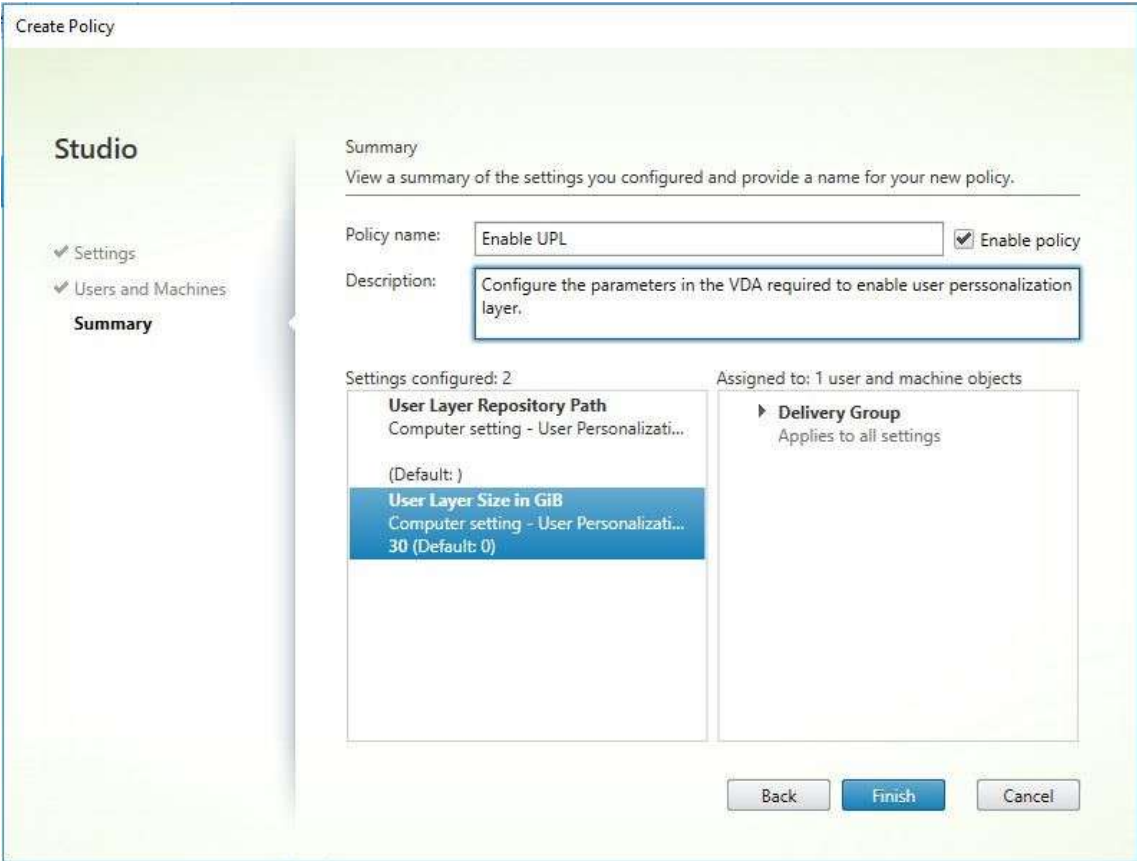 Create Policy
Studio
Settings
Users and Machines
Summary
Summary
View a summary of the settings you configured and provide a name for your new policy.
Policy name:
Enable UPL
Enable policy
Description:
Configure the parameters in the VDA required to enable user perssonalization
layer.
Settings configured: 2
User Layer Repository Path
Computer setting - User Personalizati...
(Default: )
User Layer Size in GiB
Computer setting - User Personalizati...
30 (Default: 0)
Assigned to: 1 user and machine objects
Delivery Group
Applies to all settings
Back
Finish
Cancel